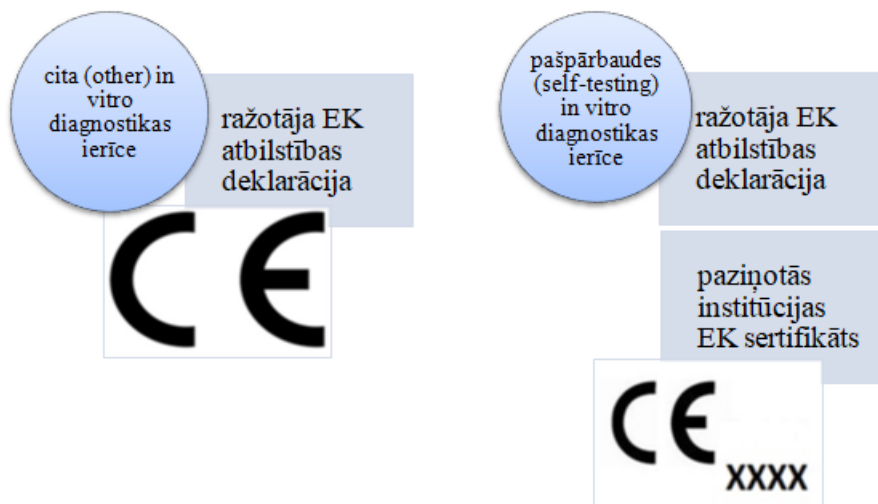 cita (other) in
vitro
diagnostikas
ierīce
ražotāja EK
atbilstības
deklarācija
CE
pašpārbaudes
(self-testing)
in vitro
diagnostikas
ierīce
ražotāja EK
atbilstības
deklarācija
paziņotās
institūcijas
EK sertifikāts
CE
XXXX